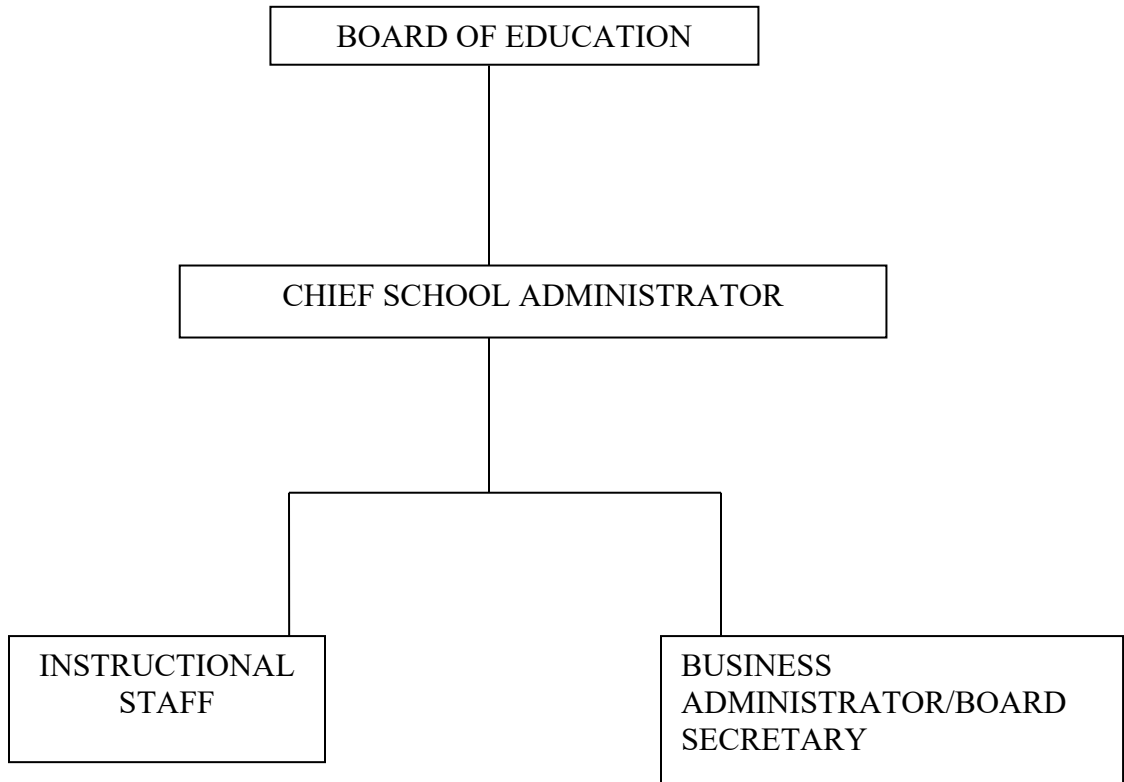 BOARD OF EDUCATION
CHIEF SCHOOL ADMINISTRATOR
INSTRUCTIONAL
STAFF
BUSINESS
ADMINISTRATOR/BOARD
SECRETARY